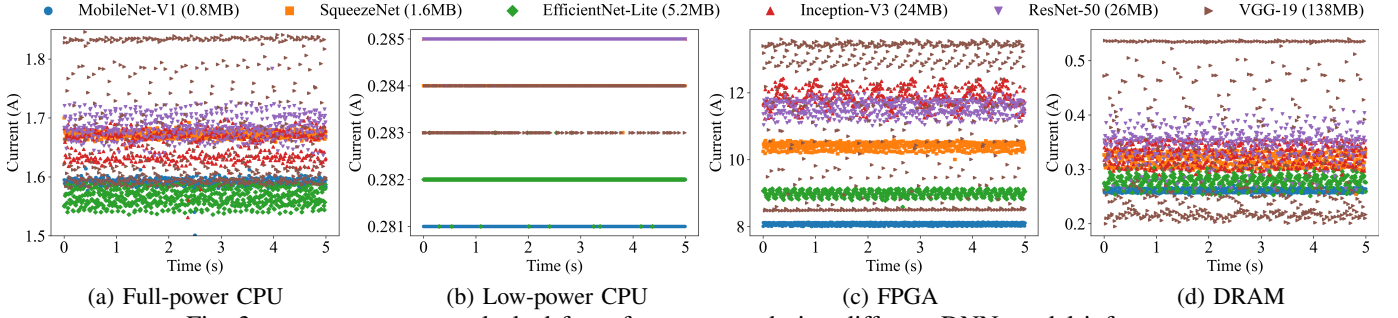 MobileNet-V1 (0.8MB) SqueezeNet (1.6MB) EfficientNet-Lite (5.2MB) Inception-V3 (24MB) ResNet-50 (26MB) VGG-19 (138MB)
Current (A)
1.8
1.7
1.6
1.5
0 1 2 3 4 5
Time (s)
(a) Full-power CPU
Current (A)
0.285
0.284
0.283
0.282
0.281
0 1 2 3 4 5
Time (s)
(b) Low-power CPU
Current (A)
12
10
8
0 1 2 3 4 5
Time (s)
(c) FPGA
Current (A)
0.5
0.4
0.3
0.2
0 1 2 3 4 5
Time (s)
(d) DRAM